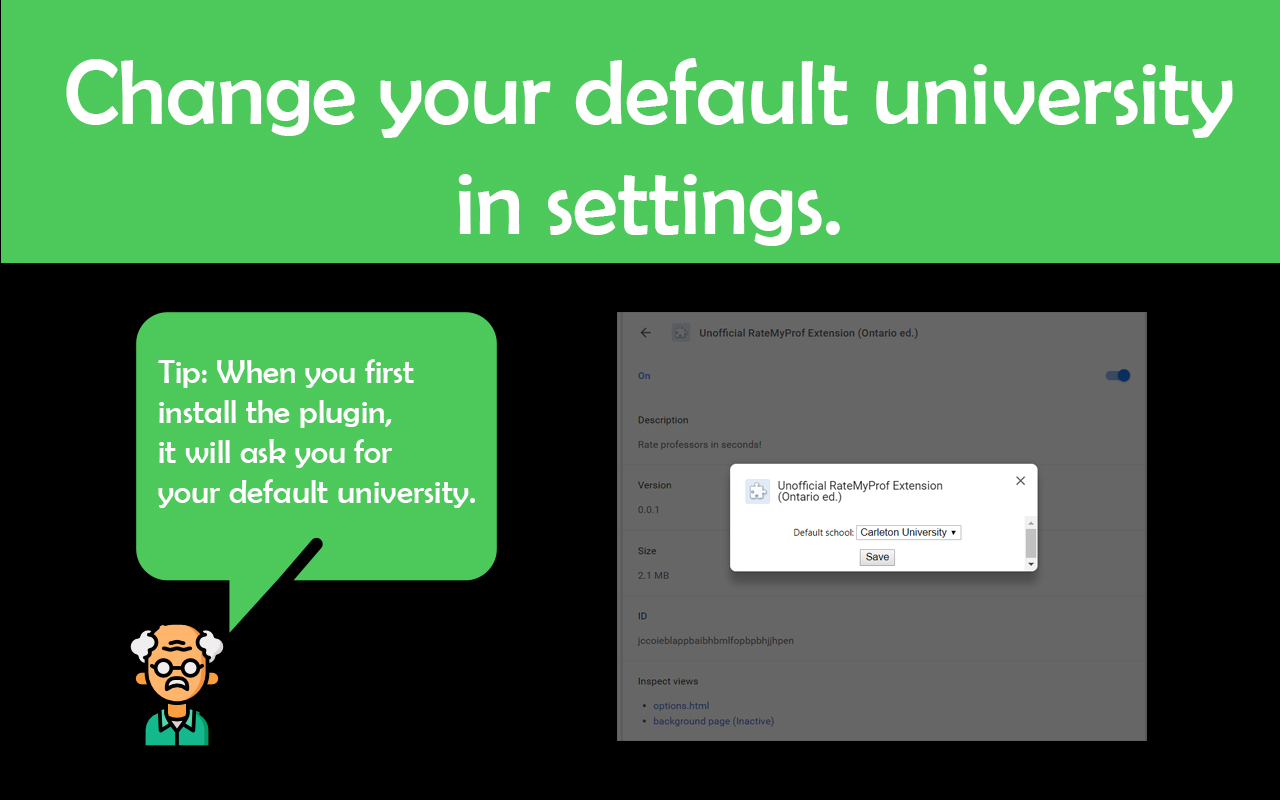 Change your default university
in settings.
Tip: When you first
install the plugin,
it will ask you for
your default university.
Unofficial RateMyProf Extension (Ontario ed.)
On
Description
Rate professors in seconds!
Version
0.0.1
Size
2.1 MB
ID
jccoieblappbaibhbmlfopbpbhjjhpen
Inspect views
options.html
background page (Inactive)
Unofficial RateMyProf Extension
(Ontario ed.)
Default school: Carleton University
Save